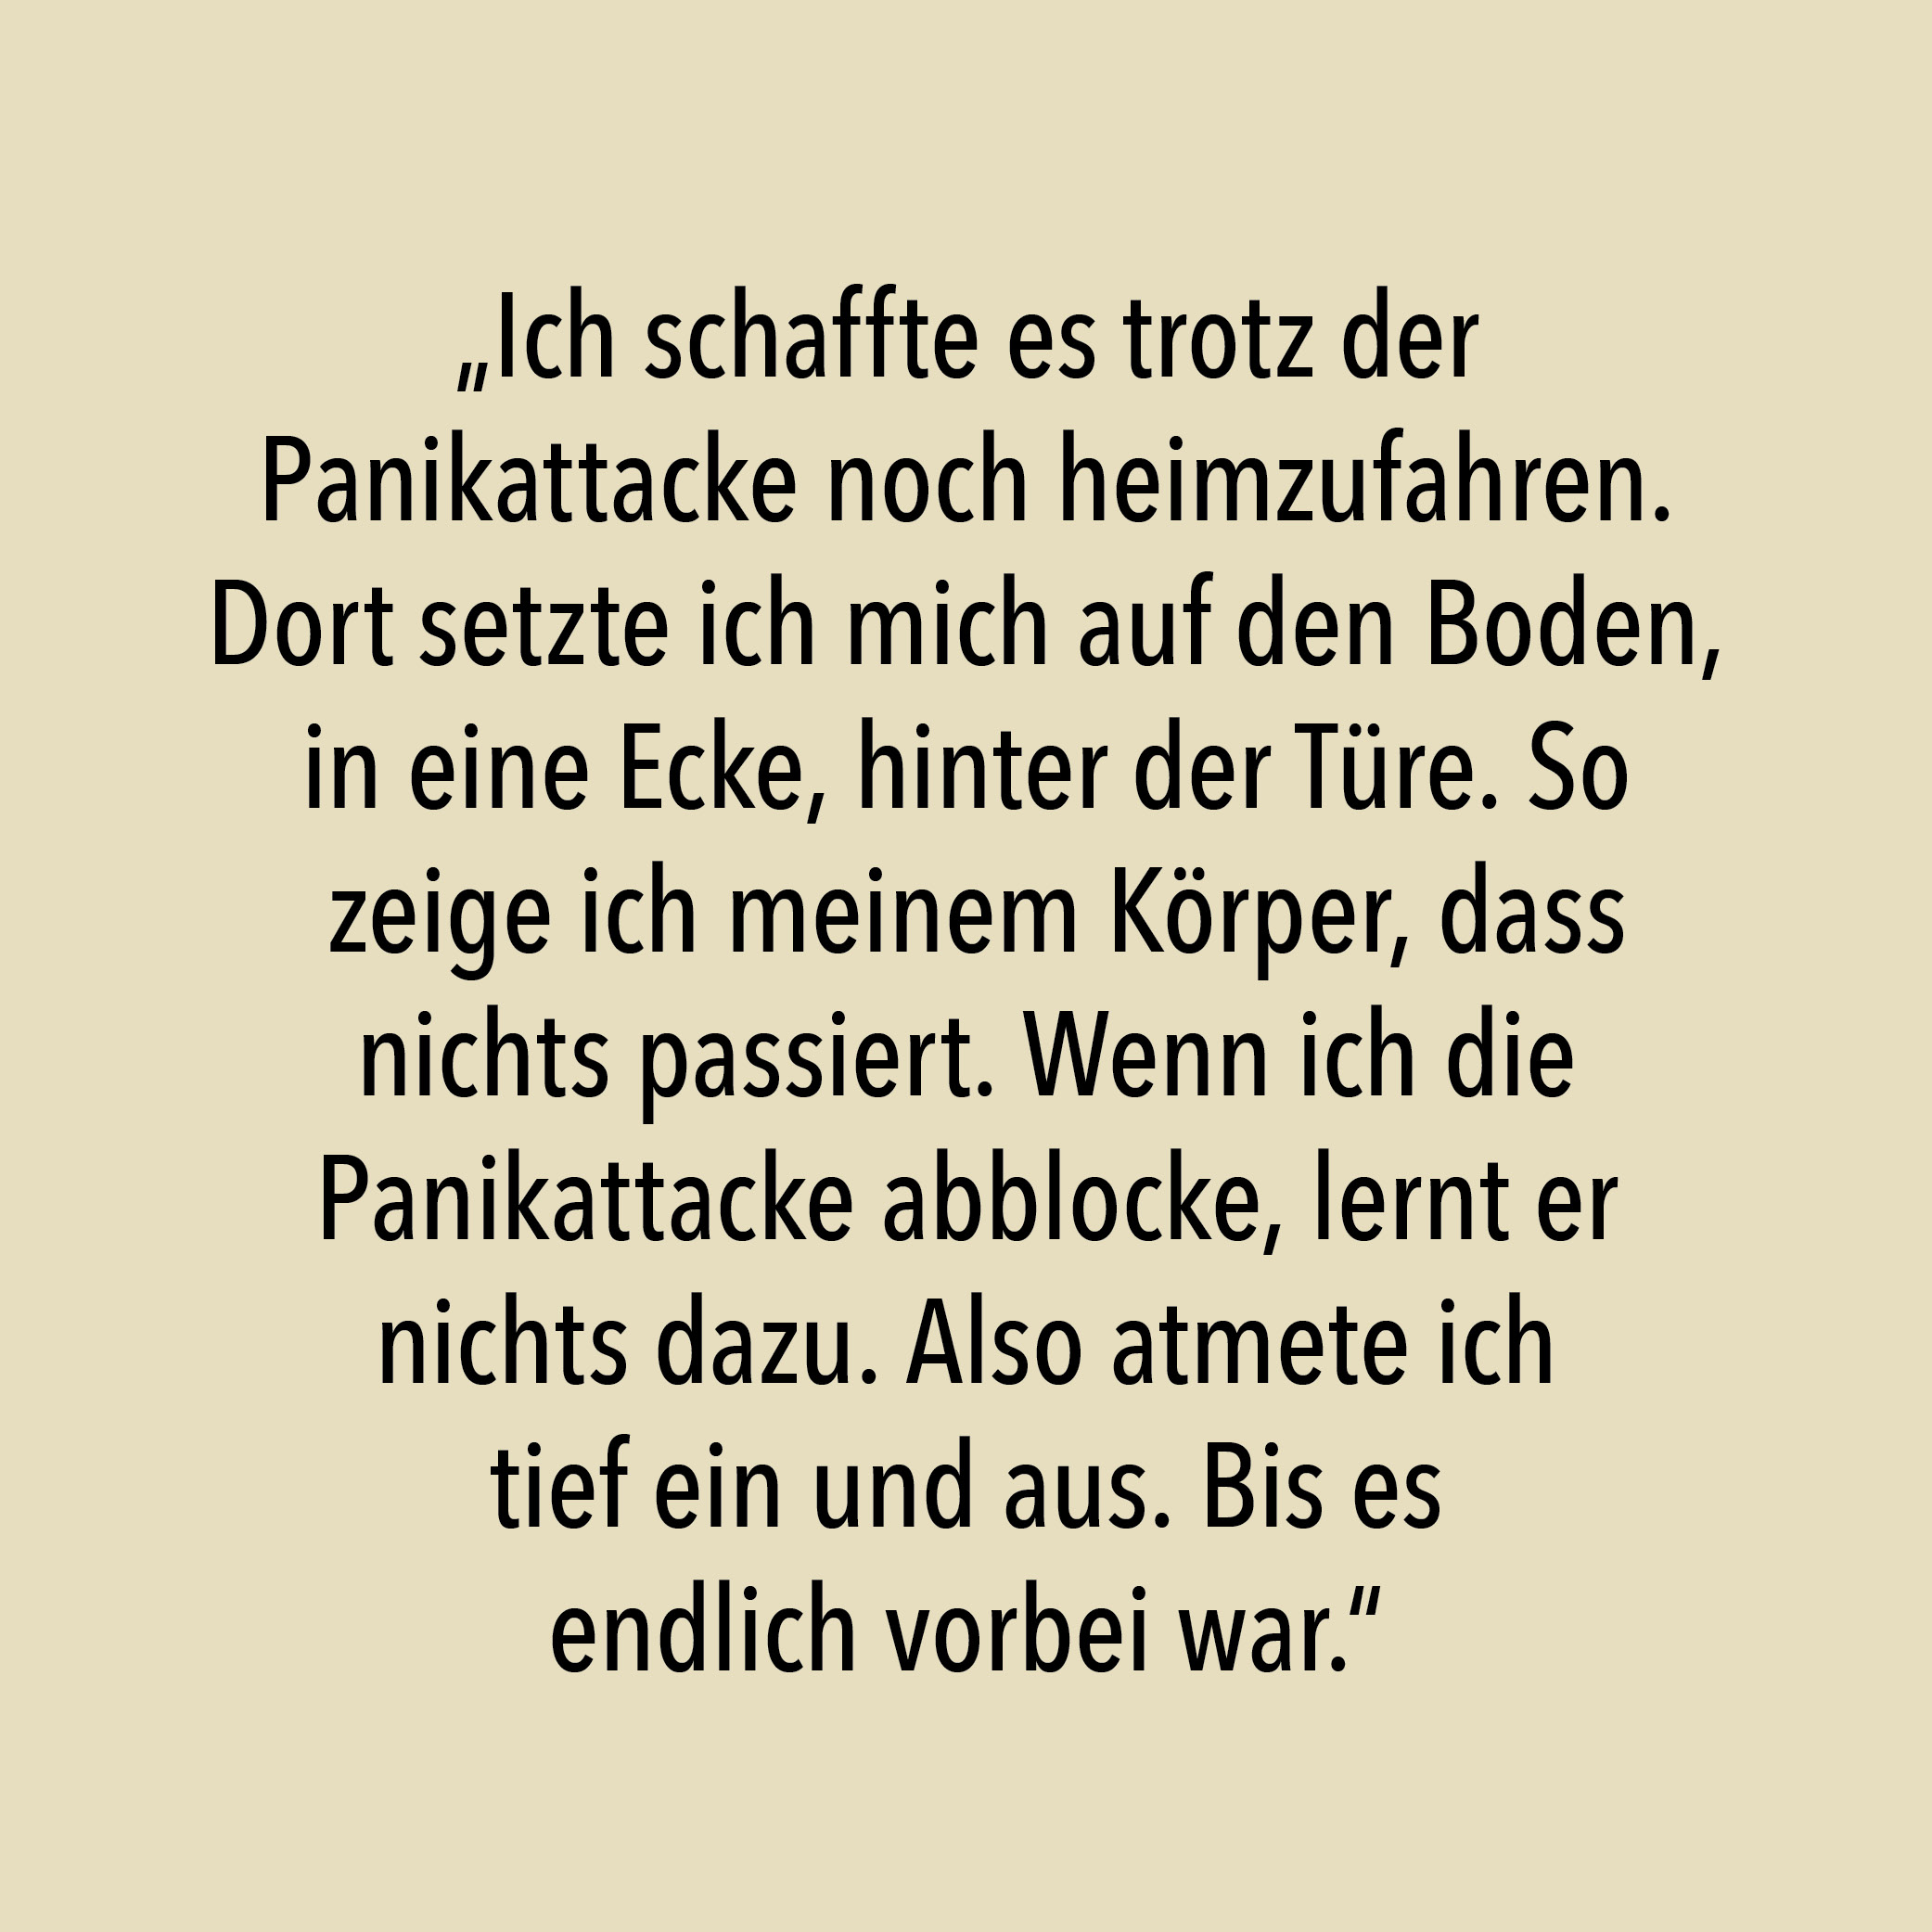 „Ich schaffte es trotz der
Panikattacke noch heimzufahren.
Dort setzte ich mich auf den Boden,
in eine Ecke, hinter der Türe. So
zeige ich meinem Körper, dass
nichts passiert. Wenn ich die
Panikattacke abblocke, lernt er
nichts dazu. Also atmete ich
tief ein und aus. Bis es
endlich vorbei war.“